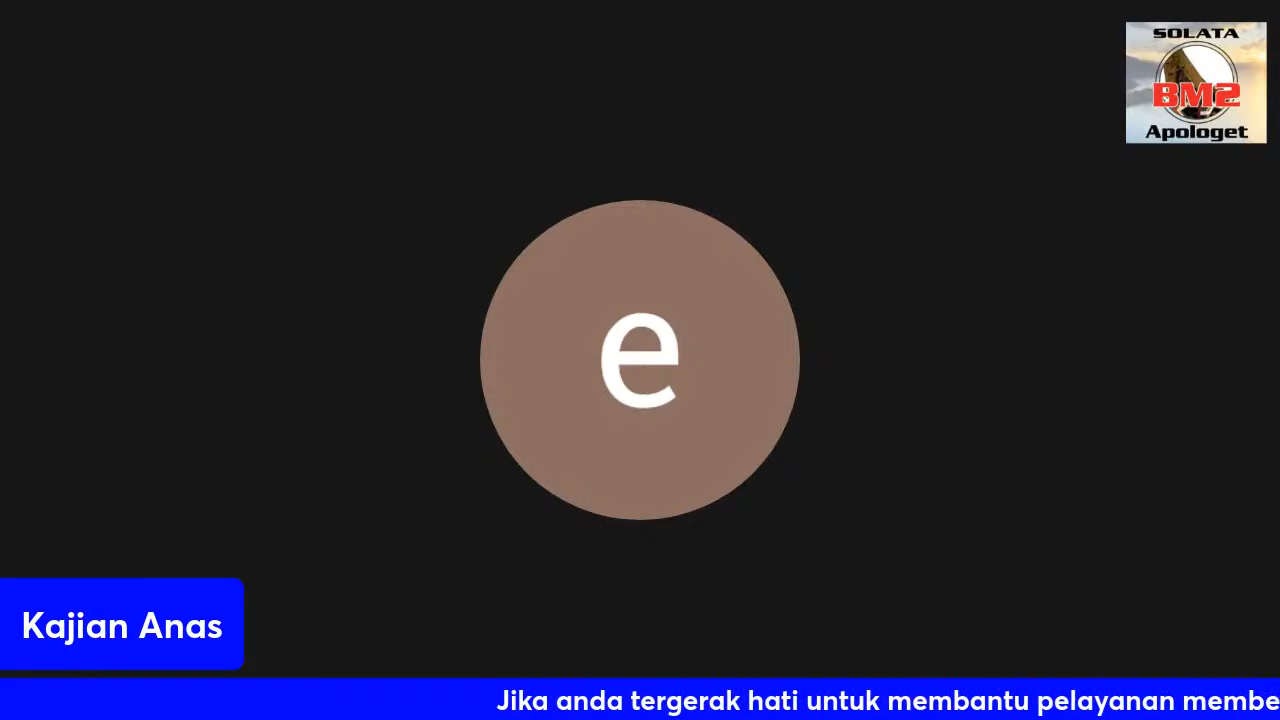 SOLATA
BM2
Apologet
e
Kajian Anas
Jika anda tergerak hati untuk membantu pelayanan membe